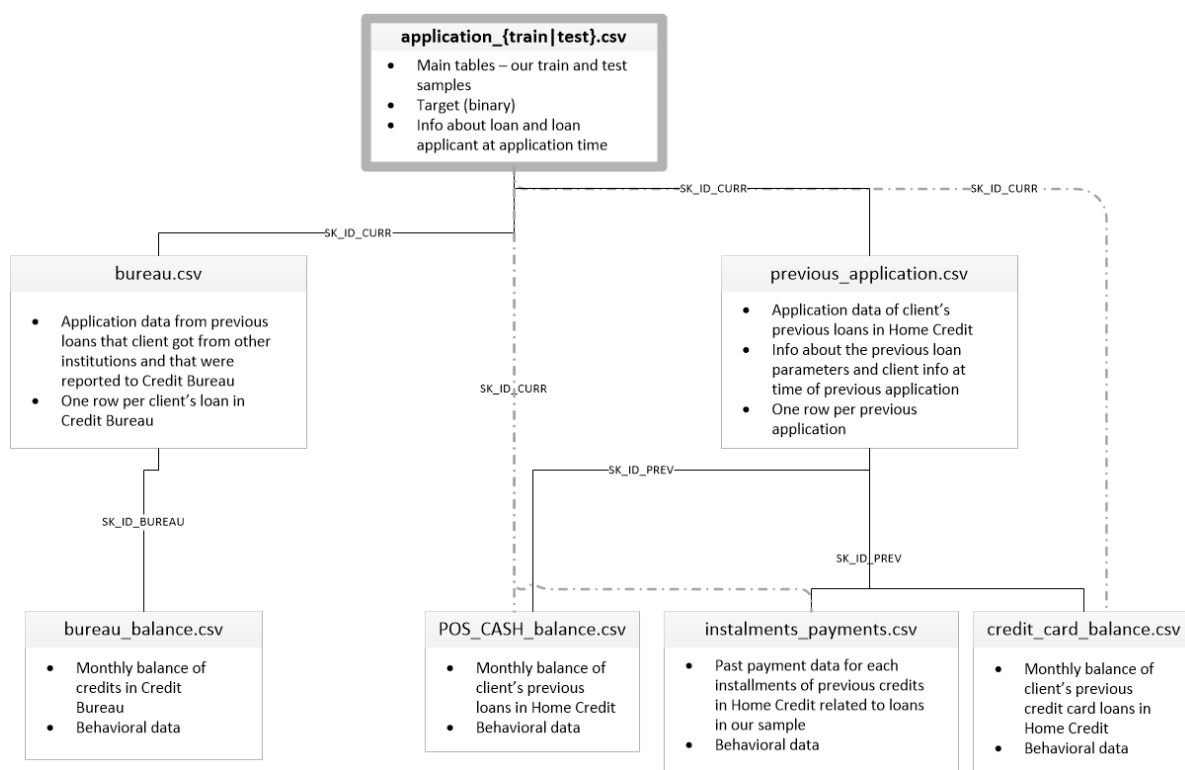 application_{train|test}.csv
• Main tables – our train and test
samples
• Target (binary)
• Info about loan and loan
applicant at application time
SK_ID_CURR
SK_ID_CURR
SK_ID_CURR
bureau.csv
• Application data from previous
loans that client got from other
institutions and that were
reported to Credit Bureau
• One row per client's loan in
Credit Bureau
previous_application.csv
• Application data of client's
previous loans in Home Credit
• Info about the previous loan
parameters and client info at
time of previous application
• One row per previous
application
SK_ID_CURR
SK_ID_PREV
SK_ID_BUREAU
SK_ID_PREV
bureau_balance.csv
• Monthly balance of
credits in Credit
Bureau
• Behavioral data
POS_CASH_balance.csv
• Monthly balance of
client's previous
loans in Home Credit
• Behavioral data
instalments_payments.csv
• Past payment data for each
installments of previous credits
in Home Credit related to loans
in our sample
• Behavioral data
credit_card_balance.csv
• Monthly balance of
client's previous
credit card loans in
Home Credit
• Behavioral data